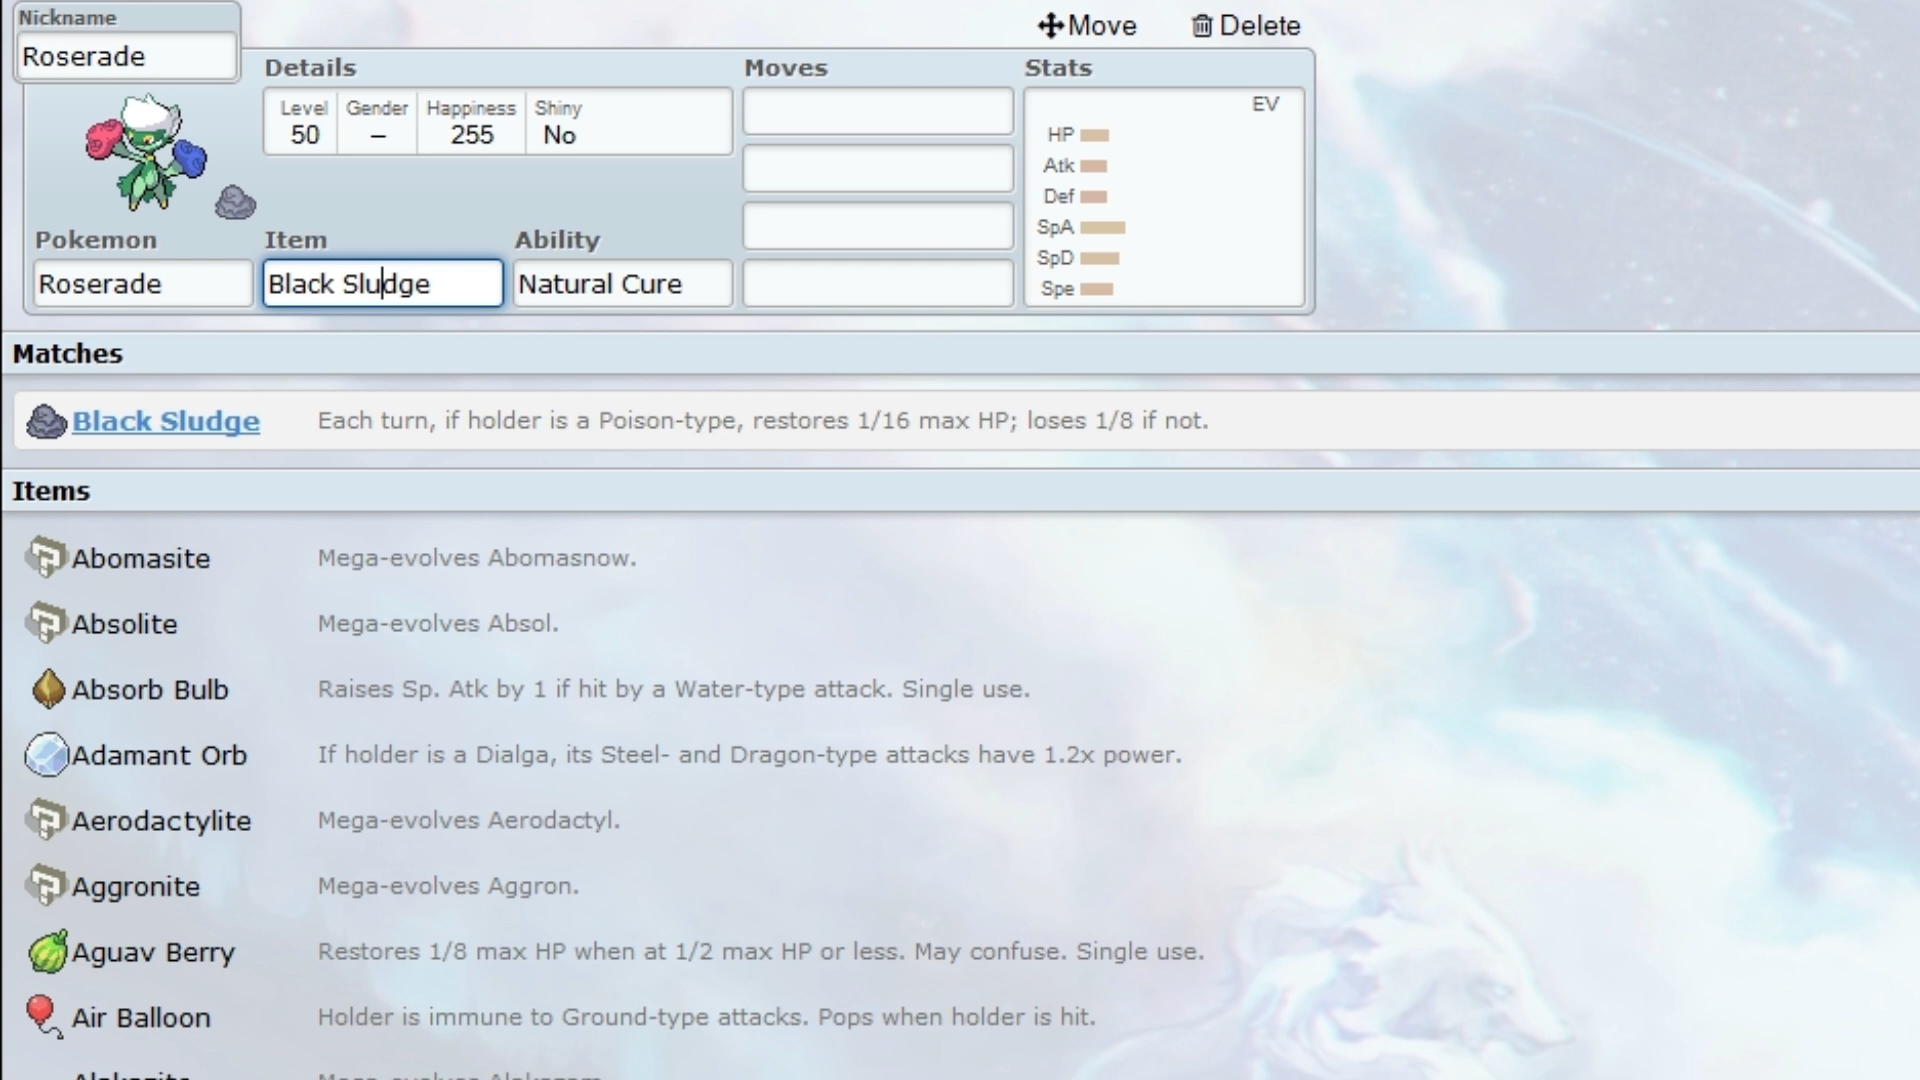 Nickname
Roserade
Move
Delete
Details
Moves
Stats
Level
Gender
Happiness
Shiny
50
–
255
No
EV
HP
Atk
Def
SpA
SpD
Spe
Pokemon
Item
Ability
Roserade
Black Sludge
Natural Cure
Matches
Black Sludge Each turn, if holder is a Poison-type, restores 1/16 max HP; loses 1/8 if not.
Items
Abomasite Mega-evolves Abomasnow.
Absolite Mega-evolves Absol.
Absorb Bulb Raises Sp. Atk by 1 if hit by a Water-type attack. Single use.
Adamant Orb If holder is a Dialga, its Steel- and Dragon-type attacks have 1.2x power.
Aerodactylite Mega-evolves Aerodactyl.
Aggronite Mega-evolves Aggron.
Aguav Berry Restores 1/8 max HP when at 1/2 max HP or less. May confuse. Single use.
Air Balloon Holder is immune to Ground-type attacks. Pops when holder is hit.